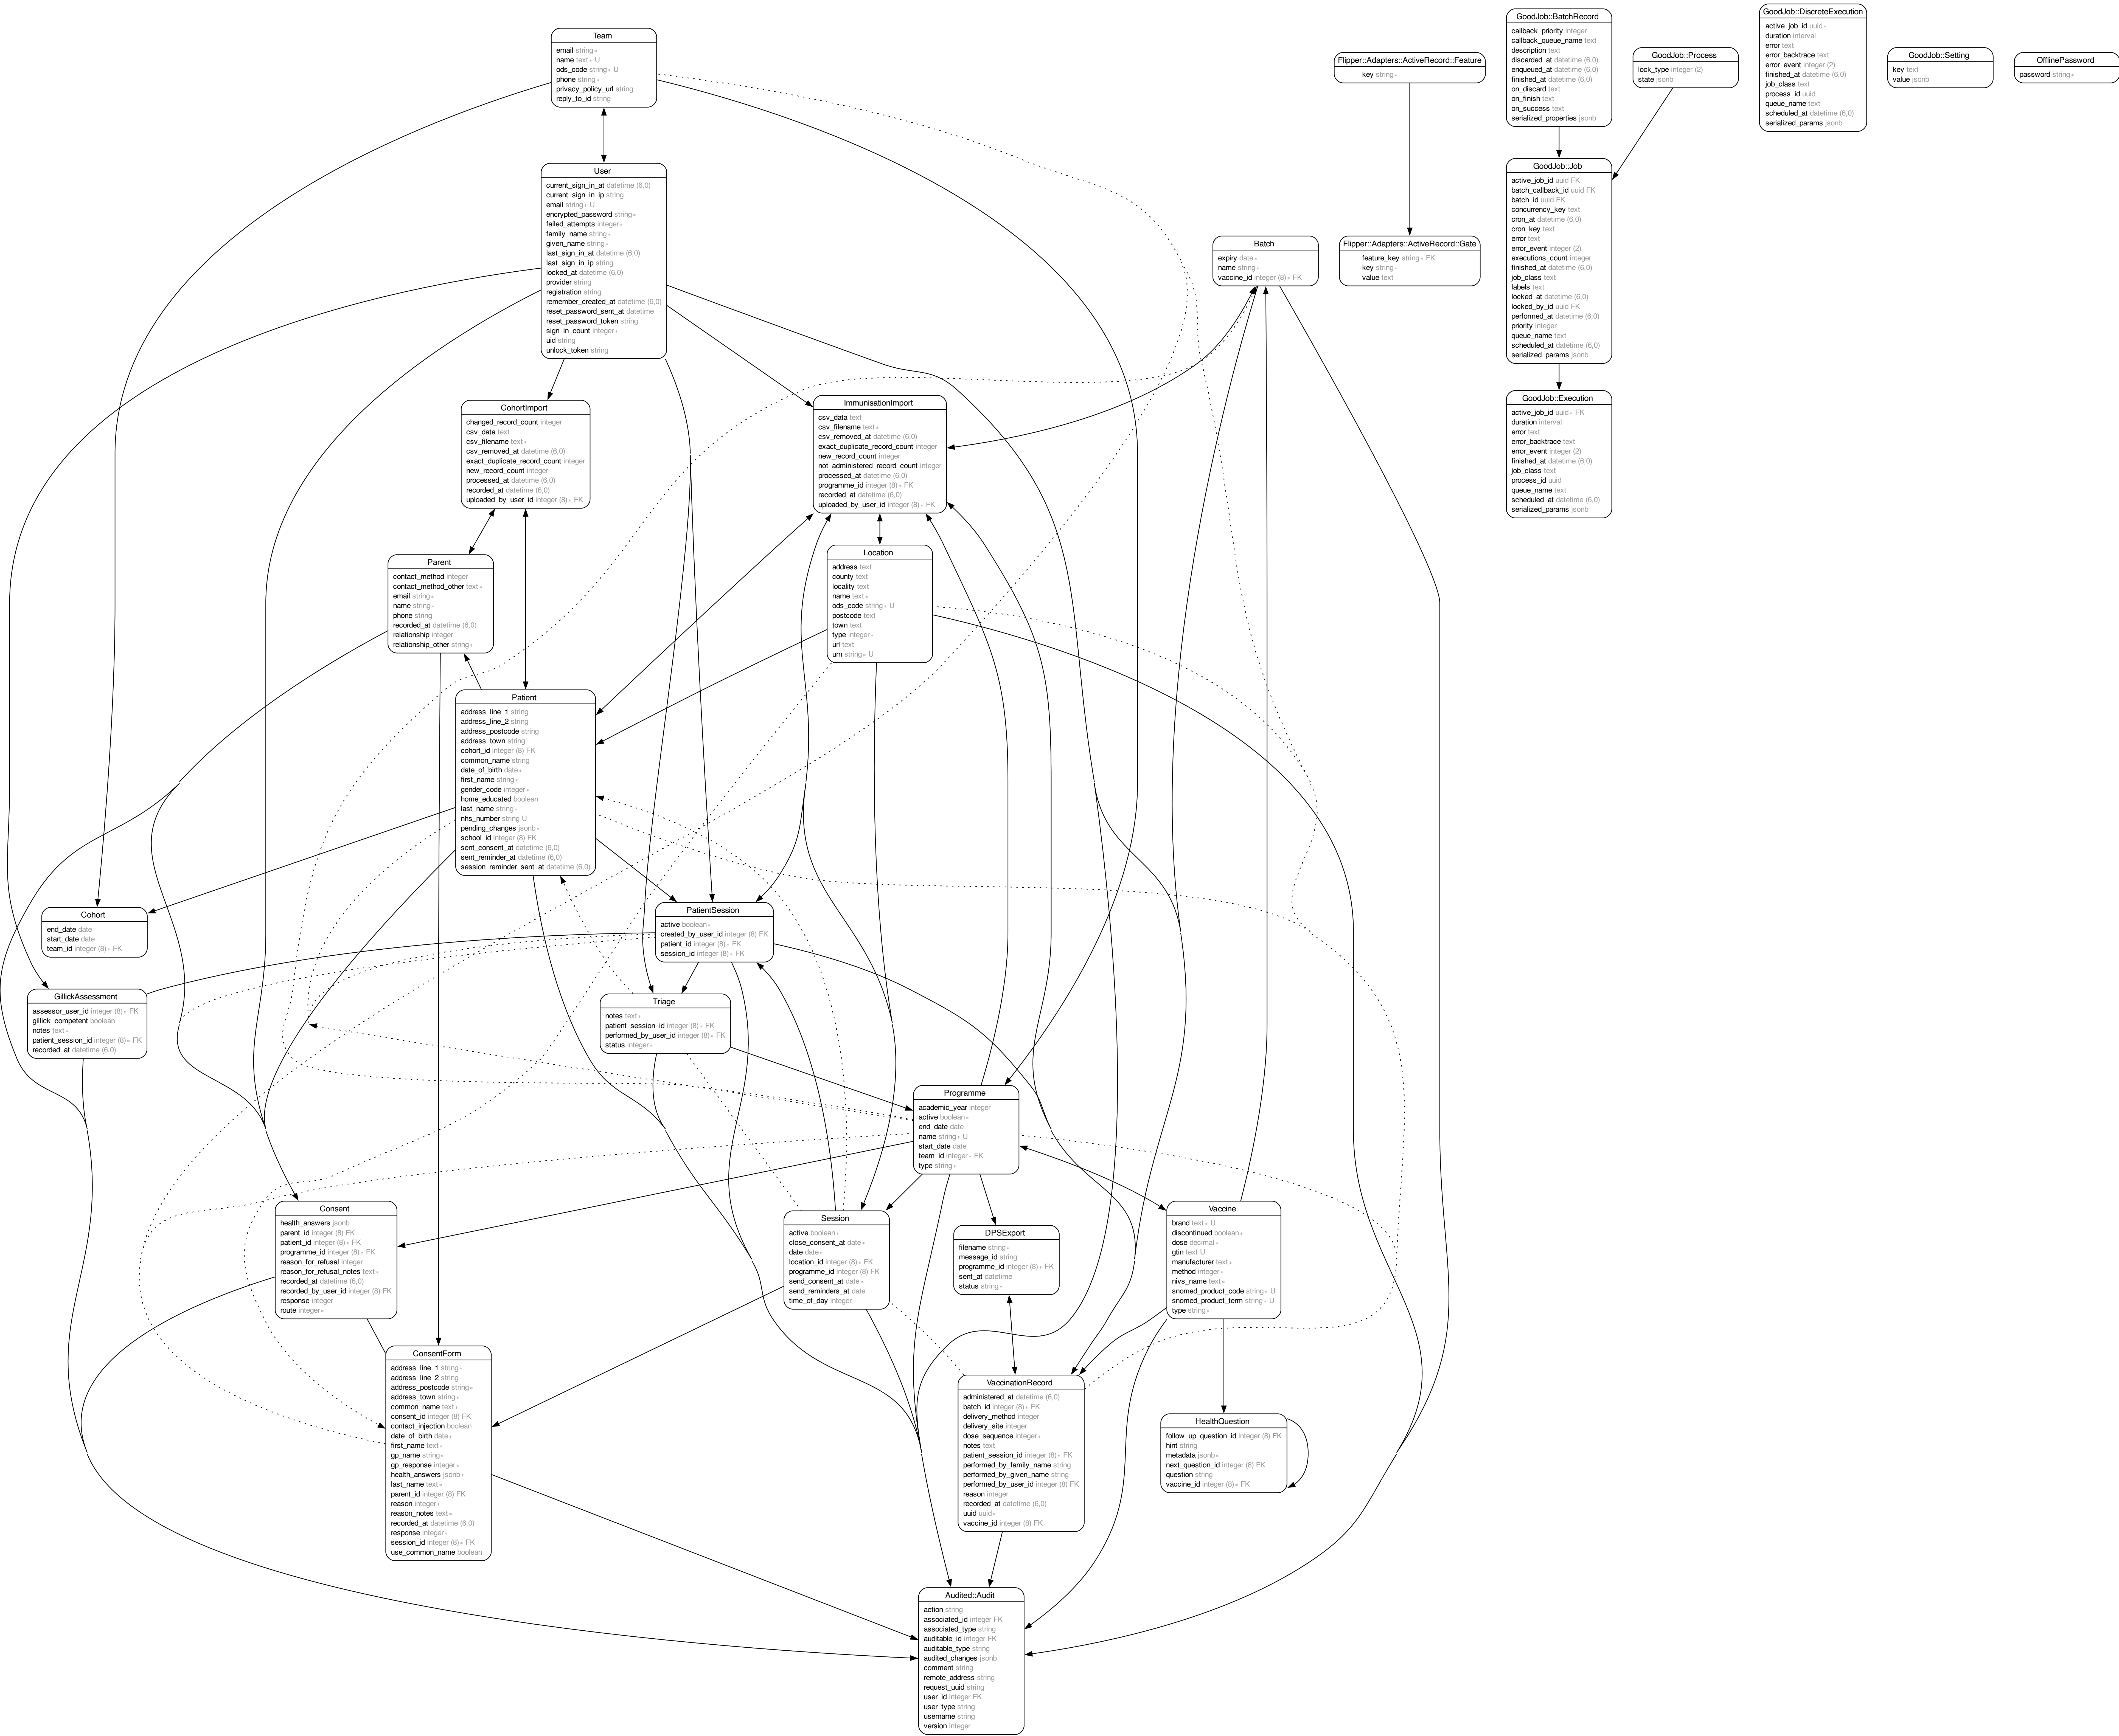 Team
email string ∗
name text ∗ U
ods_code string ∗ U
phone string ∗
privacy_policy_url string
reply_to_id string
User
current_sign_in_at datetime (6,0)
current_sign_in_ip string
email string ∗ U
encrypted_password string ∗
failed_attempts integer ∗
family_name string ∗
given_name string ∗
last_sign_in_at datetime (6,0)
last_sign_in_ip string
locked_at datetime (6,0)
provider string
registration string
remember_created_at datetime (6,0)
reset_password_sent_at datetime
reset_password_token string
sign_in_count integer ∗
uid string
unlock_token string
Flipper::Adapters::ActiveRecord::Feature
key string ∗
Flipper::Adapters::ActiveRecord::Gate
feature_key string ∗ FK
key string ∗
value text
GoodJob::BatchRecord
callback_priority integer
callback_queue_name text
description text
discarded_at datetime (6,0)
enqueued_at datetime (6,0)
finished_at datetime (6,0)
on_discard text
on_finish text
on_success text
serialized_properties jsonb
GoodJob::Process
lock_type integer (2)
state jsonb
GoodJob::DiscreteExecution
active_job_id uuid ∗
duration interval
error text
error_backtrace text
error_event integer (2)
finished_at datetime (6,0)
job_class text
process_id uuid
queue_name text
scheduled_at datetime (6,0)
serialized_params jsonb
GoodJob::Setting
key text
value jsonb
OfflinePassword
password string ∗
GoodJob::Job
active_job_id uuid FK
batch_callback_id uuid FK
batch_id uuid FK
concurrency_key text
cron_at datetime (6,0)
cron_key text
error text
error_event integer (2)
executions_count integer
finished_at datetime (6,0)
job_class text
labels text
locked_at datetime (6,0)
locked_by_id uuid FK
performed_at datetime (6,0)
priority integer
queue_name text
scheduled_at datetime (6,0)
serialized_params jsonb
GoodJob::Execution
active_job_id uuid ∗ FK
duration interval
error text
error_backtrace text
error_event integer (2)
finished_at datetime (6,0)
job_class text
process_id uuid
queue_name text
scheduled_at datetime (6,0)
serialized_params jsonb
Batch
expiry date ∗
name string ∗
vaccine_id integer (8) ∗ FK
CohortImport
changed_record_count integer
csv_data text
csv_filename text ∗
csv_removed_at datetime (6,0)
exact_duplicate_record_count integer
new_record_count integer
processed_at datetime (6,0)
recorded_at datetime (6,0)
uploaded_by_user_id integer (8) ∗ FK
ImmunisationImport
csv_data text
csv_filename text ∗
csv_removed_at datetime (6,0)
exact_duplicate_record_count integer
new_record_count integer
not_administered_record_count integer
processed_at datetime (6,0)
programme_id integer (8) ∗ FK
recorded_at datetime (6,0)
uploaded_by_user_id integer (8) ∗ FK
Parent
contact_method integer
contact_method_other text ∗
email string ∗
name string ∗
phone string
recorded_at datetime (6,0)
relationship integer
relationship_other string ∗
Location
address text
county text
locality text
name text ∗
ods_code string ∗ U
postcode text
town text
type integer ∗
url text
urn string ∗ U
Patient
address_line_1 string
address_line_2 string
address_postcode string
address_town string
cohort_id integer (8) FK
common_name string
date_of_birth date ∗
first_name string ∗
gender_code integer ∗
home_educated boolean
last_name string ∗
nhs_number string U
pending_changes jsonb ∗
school_id integer (8) FK
sent_consent_at datetime (6,0)
sent_reminder_at datetime (6,0)
session_reminder_sent_at datetime (6,0)
Cohort
end_date date
start_date date
team_id integer (8) ∗ FK
PatientSession
active boolean ∗
created_by_user_id integer (8) FK
patient_id integer (8) ∗ FK
session_id integer (8) ∗ FK
GillickAssessment
assessor_user_id integer (8) ∗ FK
gillick_competent boolean
notes text ∗
patient_session_id integer (8) ∗ FK
recorded_at datetime (6,0)
Triage
notes text ∗
patient_session_id integer (8) ∗ FK
performed_by_user_id integer (8) ∗ FK
status integer ∗
Programme
academic_year integer
active boolean ∗
end_date date
name string ∗ U
start_date date
team_id integer ∗ FK
type string ∗
Consent
health_answers jsonb
parent_id integer (8) FK
patient_id integer (8) ∗ FK
programme_id integer (8) ∗ FK
reason_for_refusal integer
reason_for_refusal_notes text ∗
recorded_at datetime (6,0)
recorded_by_user_id integer (8) FK
response integer
route integer ∗
Session
active boolean ∗
close_consent_at date ∗
date date ∗
location_id integer (8) ∗ FK
programme_id integer (8) FK
send_consent_at date ∗
send_reminders_at date
time_of_day integer
DPSExport
filename string ∗
message_id string
programme_id integer (8) ∗ FK
sent_at datetime
status string ∗
Vaccine
brand text ∗ U
discontinued boolean ∗
dose decimal ∗
gtin text U
manufacturer text ∗
method integer ∗
nivs_name text ∗
snomed_product_code string ∗ U
snomed_product_term string ∗ U
type string ∗
ConsentForm
address_line_1 string ∗
address_line_2 string
address_postcode string ∗
address_town string ∗
common_name text ∗
consent_id integer (8) FK
contact_injection boolean
date_of_birth date ∗
first_name text ∗
gp_name string ∗
gp_response integer ∗
health_answers jsonb ∗
last_name text ∗
parent_id integer (8) FK
reason integer ∗
reason_notes text ∗
recorded_at datetime (6,0)
response integer ∗
session_id integer (8) ∗ FK
use_common_name boolean
VaccinationRecord
administered_at datetime (6,0)
batch_id integer (8) ∗ FK
delivery_method integer
delivery_site integer
dose_sequence integer ∗
notes text
patient_session_id integer (8) ∗ FK
performed_by_family_name string
performed_by_given_name string
performed_by_user_id integer (8) FK
reason integer
recorded_at datetime (6,0)
uuid uuid ∗
vaccine_id integer (8) FK
HealthQuestion
follow_up_question_id integer (8) FK
hint string
metadata jsonb ∗
next_question_id integer (8) FK
question string
vaccine_id integer (8) ∗ FK
Audited::Audit
action string
associated_id integer FK
associated_type string
auditable_id integer FK
auditable_type string
audited_changes jsonb
comment string
remote_address string
request_uuid string
user_id integer FK
user_type string
username string
version integer